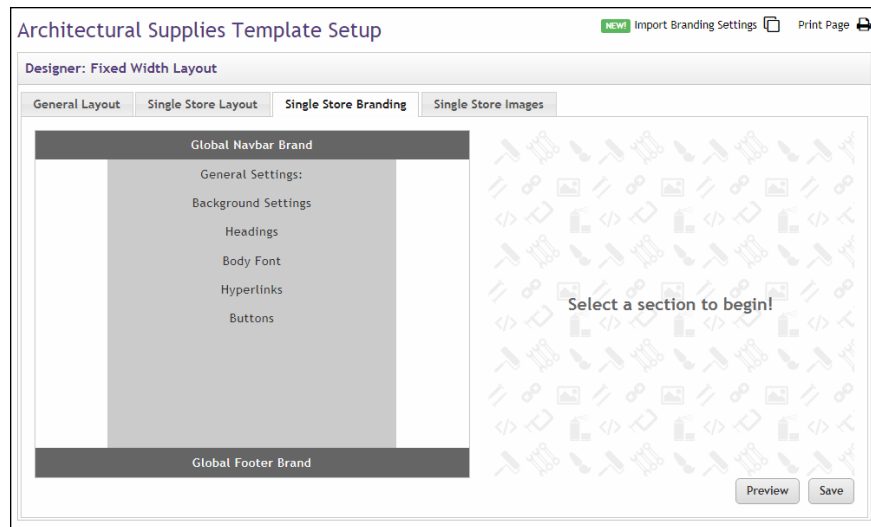 Architectural Supplies Template Setup
NEW! Import Branding Settings Print Page
Designer: Fixed Width Layout
General Layout Single Store Layout Single Store Branding Single Store Images
Global Navbar Brand
General Settings:
Background Settings
Headings
Body Font
Hyperlinks
Buttons
Global Footer Brand
Select a section to begin!
Preview Save